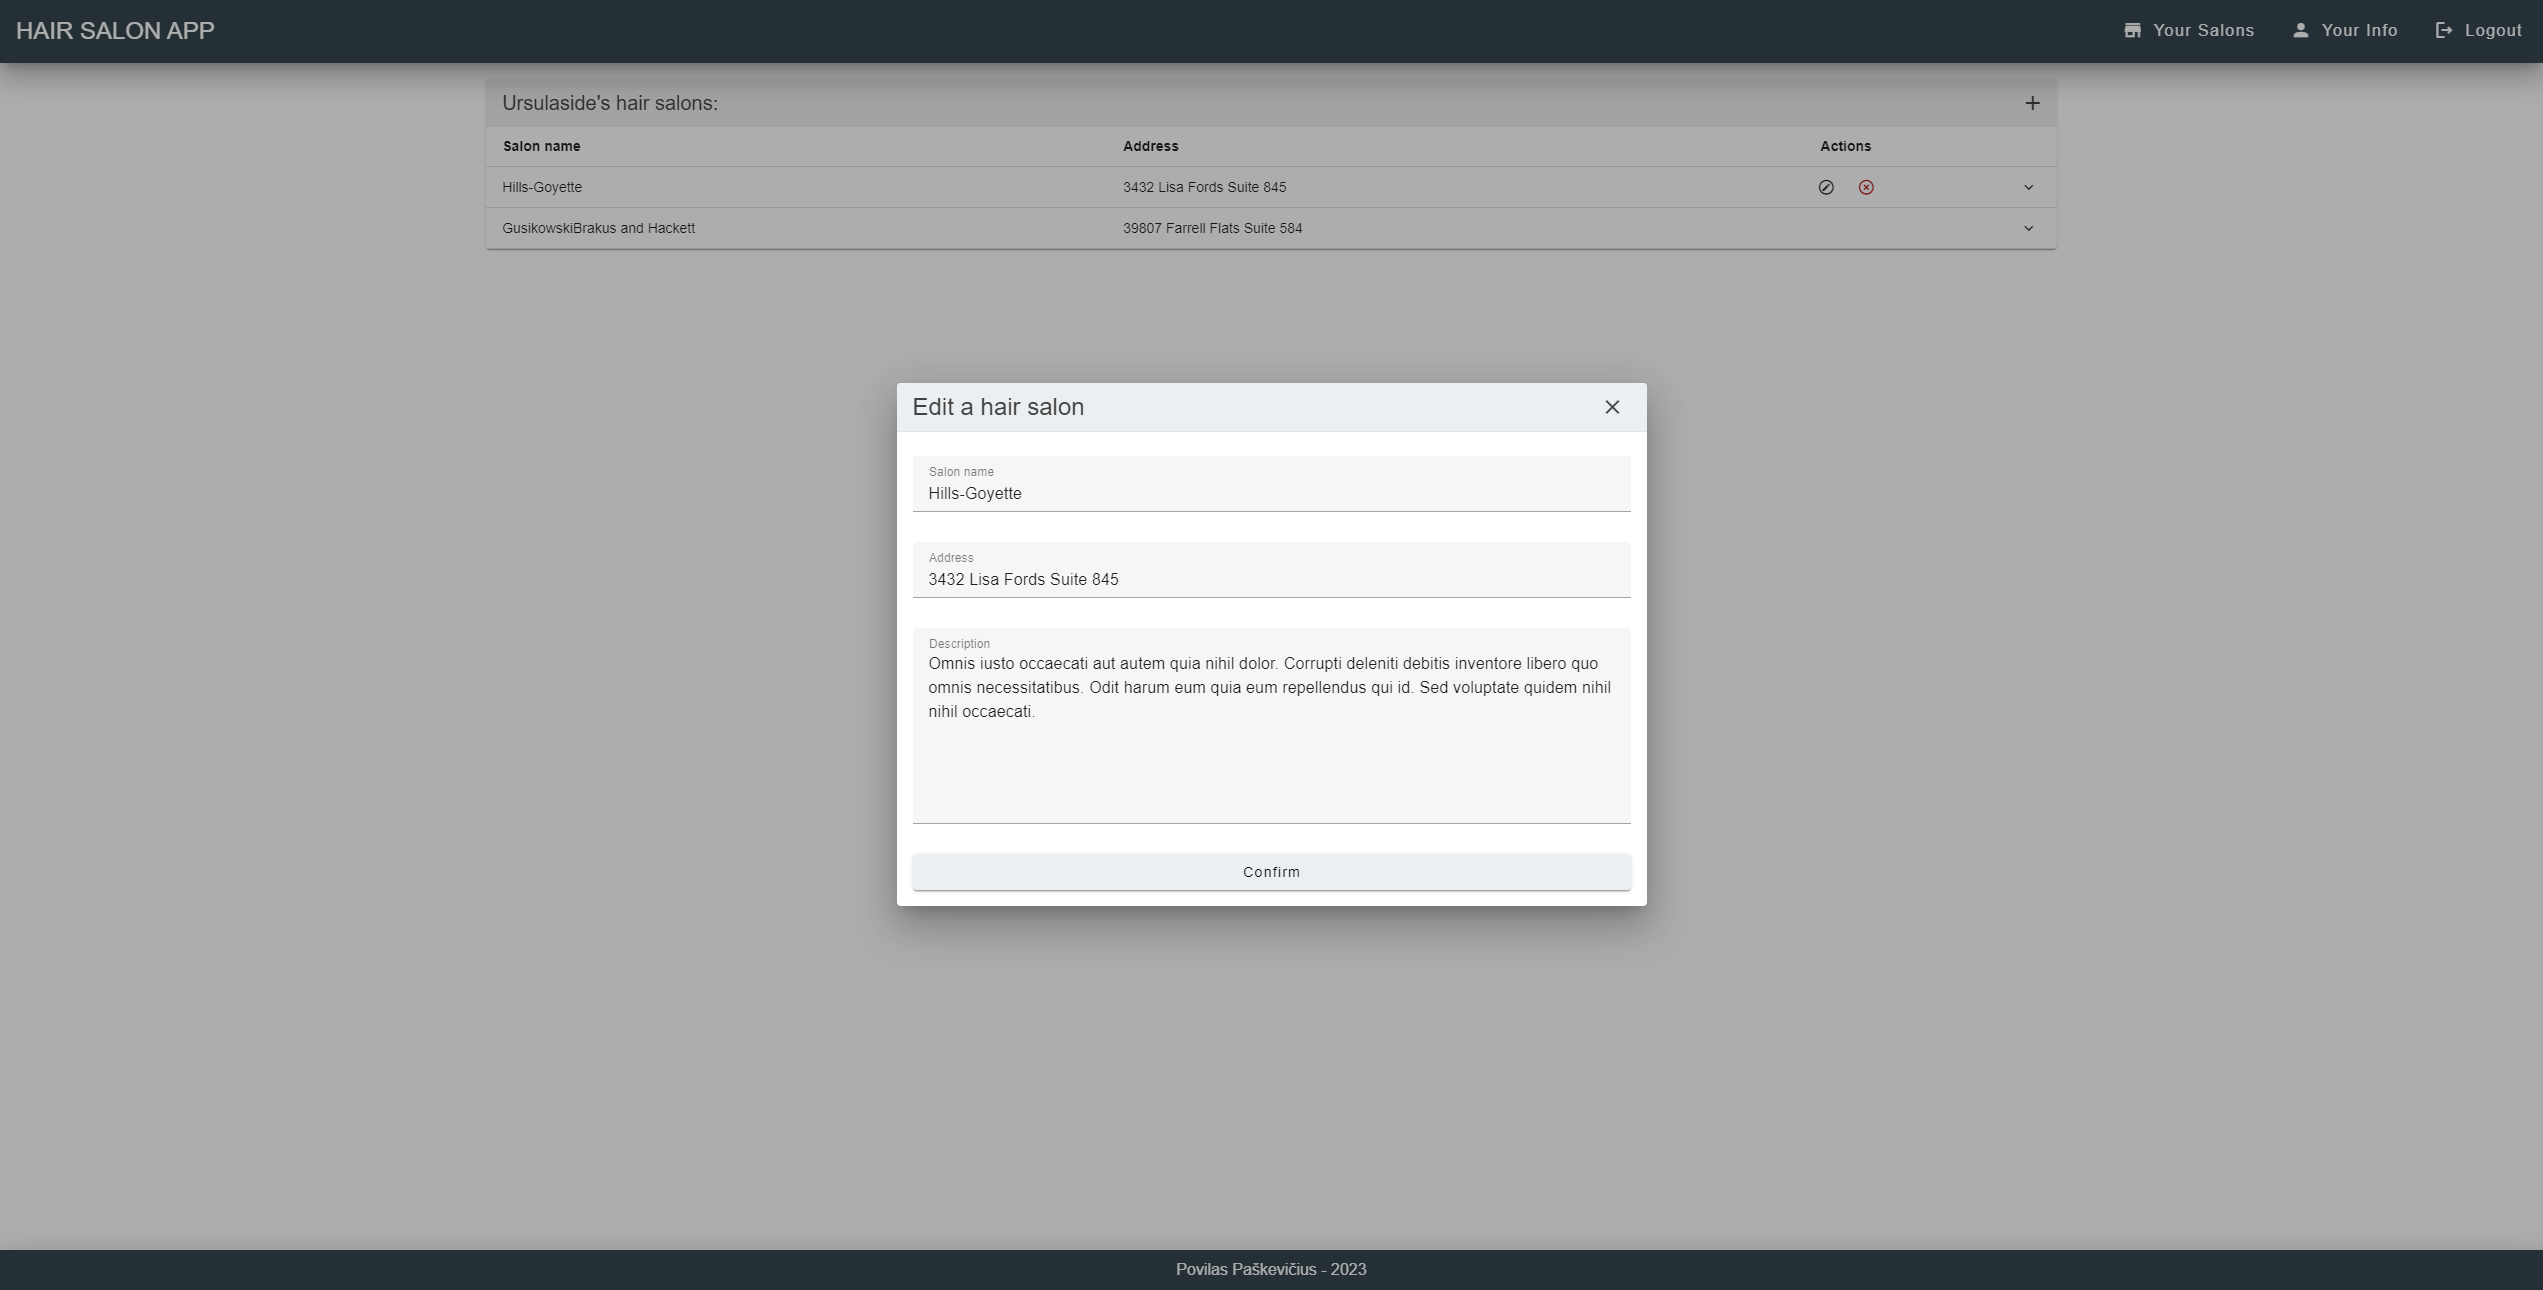 HAIR SALON APP
Your Salons
Your Info
Logout
Ursulaside's hair salons:
Salon name Address Actions
Hills-Goyette 3432 Lisa Fords Suite 845
GusikowskiBrakus and Hackett 39807 Farrell Flats Suite 584
Edit a hair salon
Salon name
Hills-Goyette
Address
3432 Lisa Fords Suite 845
Description
Omnis iusto occaecati aut autem quia nihil dolor. Corrupti deleniti debitis inventore libero quo
omnis necessitatibus. Odit harum eum quia eum repellendus qui id. Sed voluptate quidem nihil
nihil occaecati.
Confirm
Povilas Paškevičius - 2023